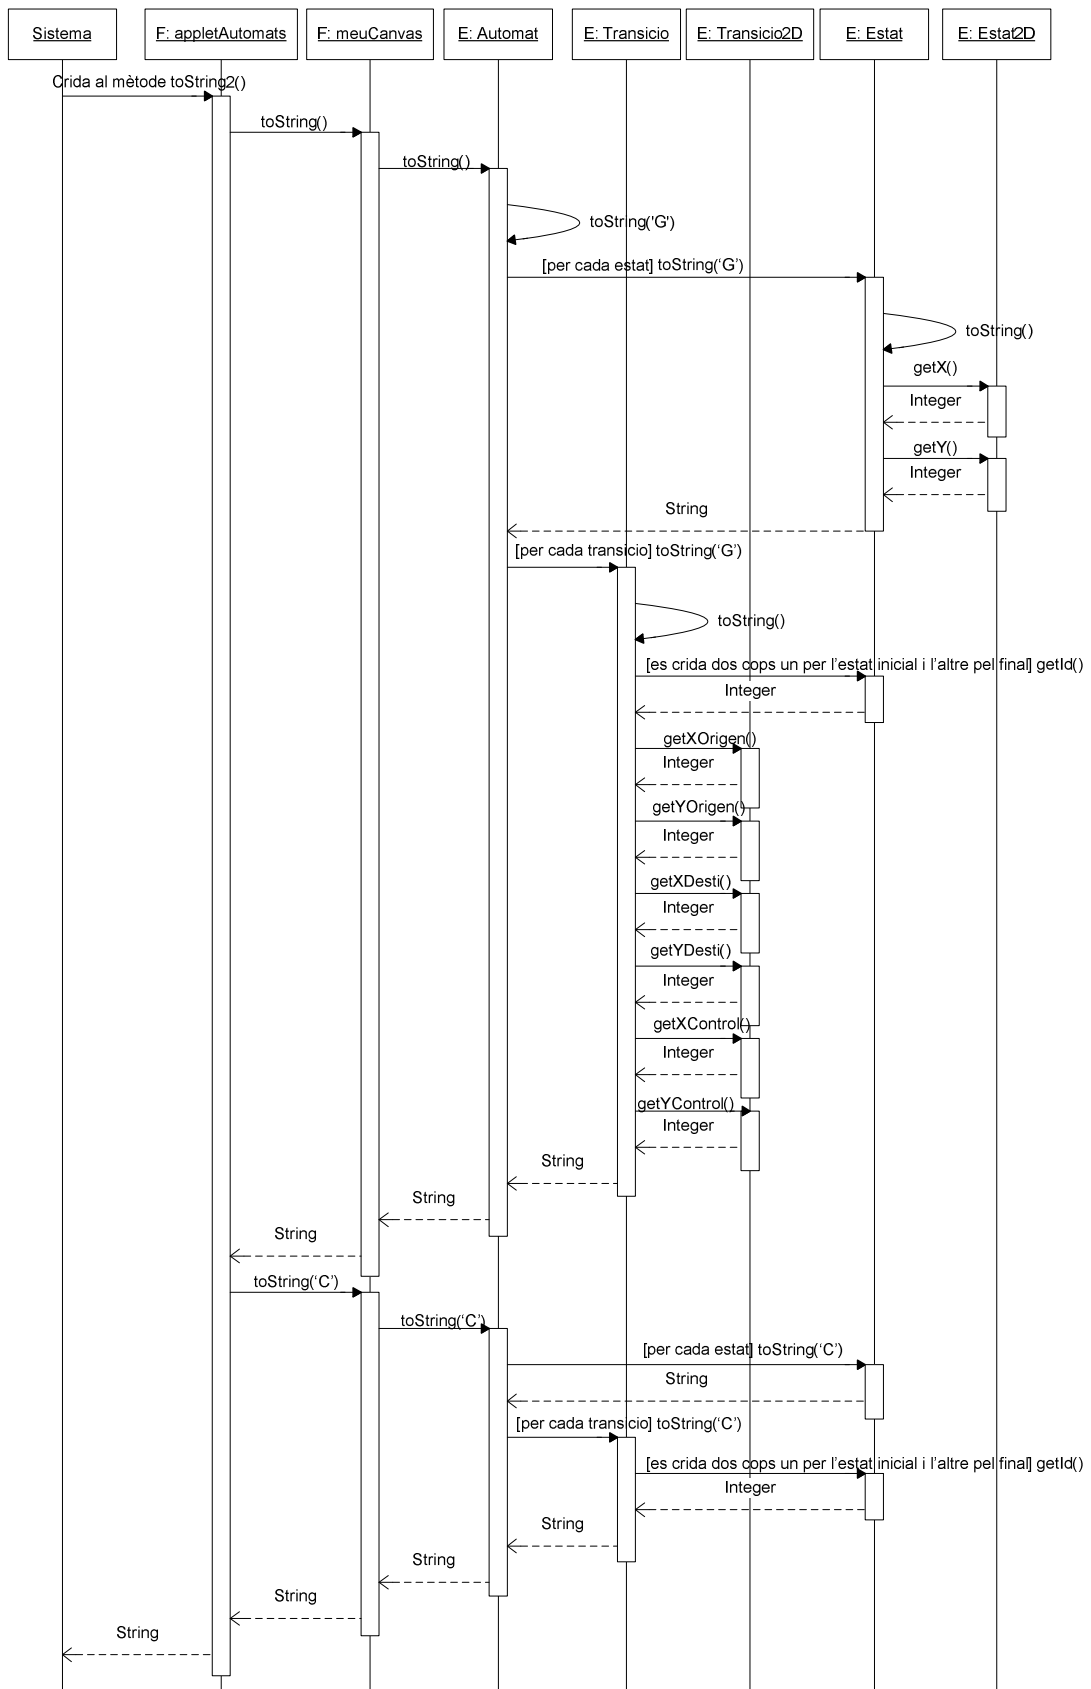 Sistema
F: appletAutomats
F: meuCanvas
E: Automat
E: Transicio
E: Transicio2D
E: Estat
E: Estat2D
Crida al mètode toString2()
toString()
toString()
toString('G')
[per cada estat] toString(‘G’)
toString()
getX()
Integer
getY()
Integer
String
[per cada transicio] toString(‘G’)
toString()
[es crida dos cops un per l’estat inicial i l’altre pel final] getId()
Integer
getXOrigen()
Integer
getYOrigen()
Integer
getXDesti()
Integer
getYDesti()
Integer
getXControl()
Integer
getYControl()
Integer
String
String
String
toString(‘C’)
toString(‘C’)
[per cada estat] toString(‘C’)
String
[per cada transicio] toString(‘C’)
[es crida dos cops un per l’estat inicial i l’altre pel final] getId()
Integer
String
String
String
String